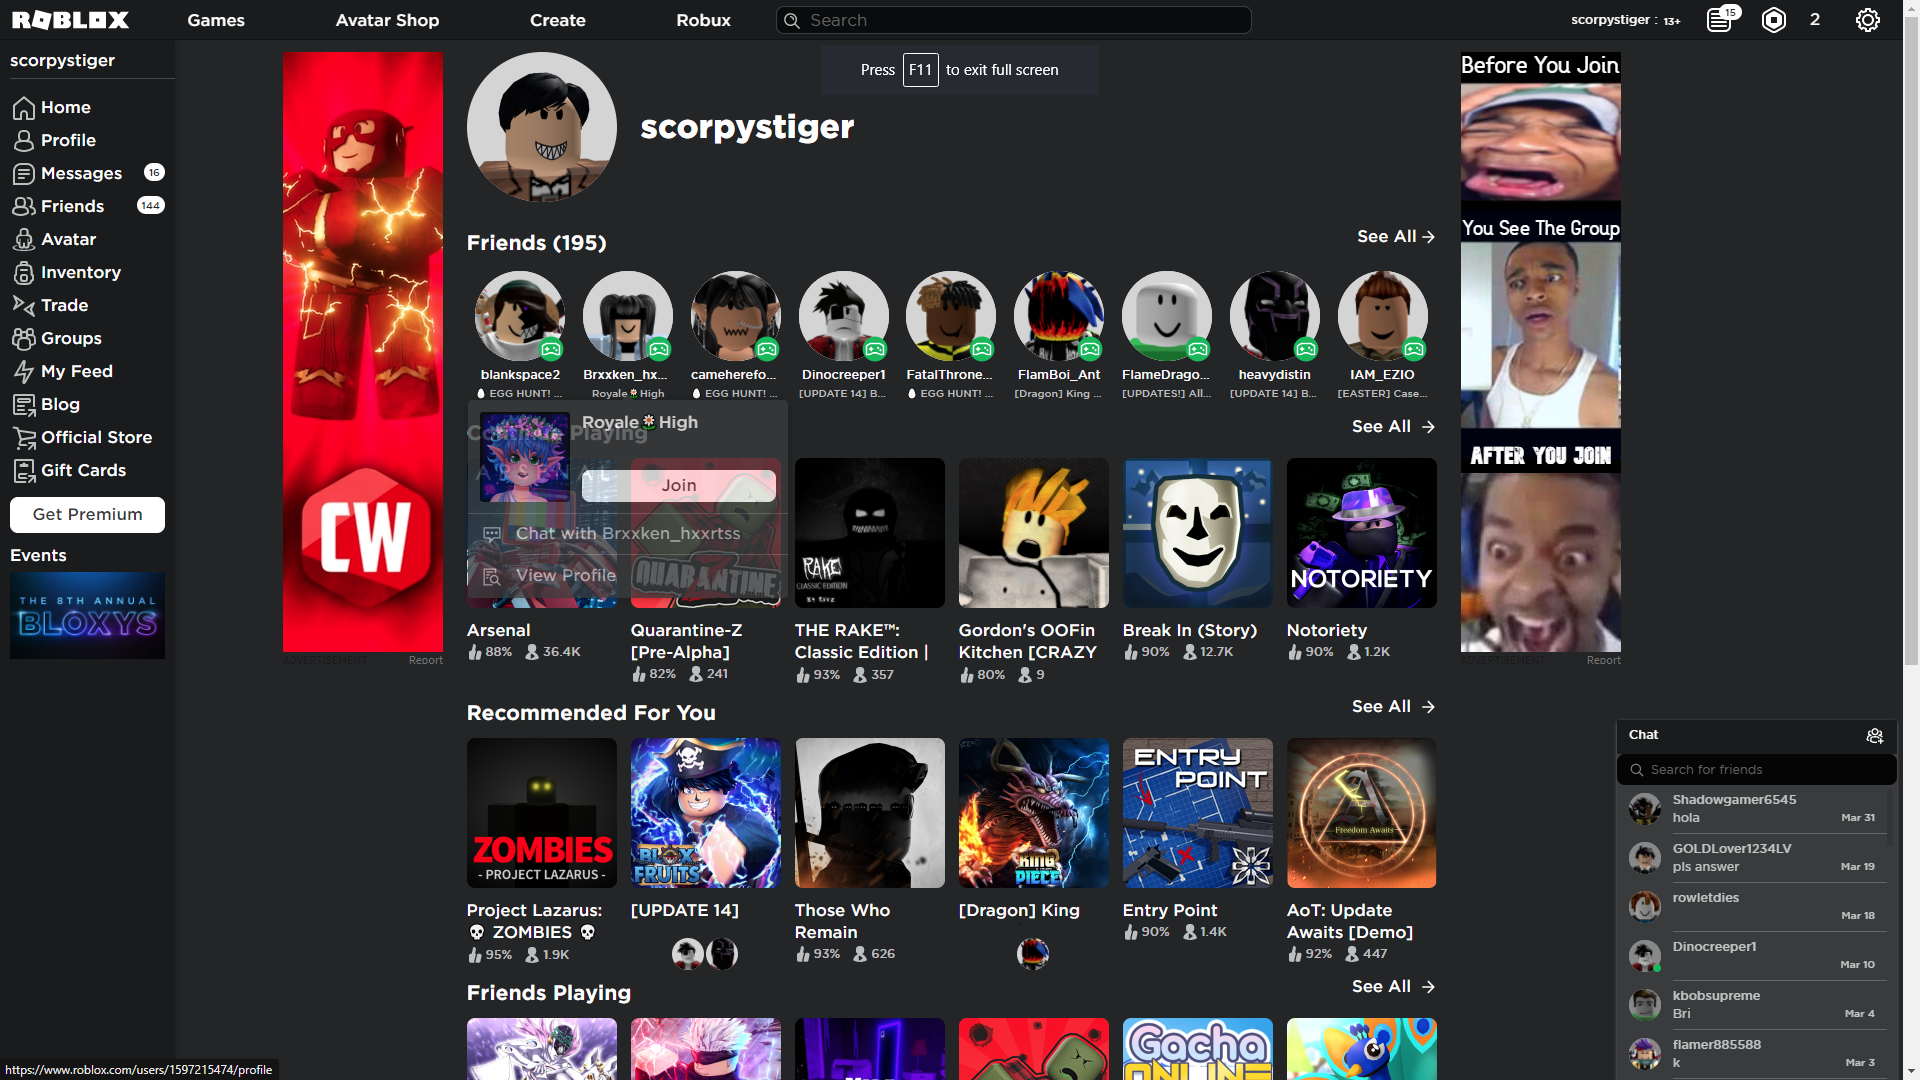 ROBLOX
Games
Avatar Shop
Create
Robux
Search
scorpystiger : 13+
15
2
scorpystiger
Home
Profile
Messages 16
Friends 144
Avatar
Inventory
Trade
Groups
My Feed
Blog
Official Store
Gift Cards
Get Premium
Events
THE 8TH ANNUAL
BLOXYS
CW
ADVERTISEMENT
Report
Press F11 to exit full screen
scorpystiger
Friends (195)
See All
blankspace2
Brxxken_hx...
cameherefo...
Dinocreeper1
FatalThrone...
FlamBoi_Ant
FlameDrago...
heavydistin
IAM_EZIO
EGG HUNT! ...
Royale High
EGG HUNT! ...
[UPDATE 14] B...
EGG HUNT! ...
[Dragon] King ...
[UPDATES!] All...
[UPDATE 14] B...
[EASTER] Case...
Continue Playing
See All
Royale High
Join
Chat with Brxxken_hxxrtss
View Profile
QUARANTINE
RAKE
CLASSIC EDITION
NOTORIETY
Arsenal
88% 36.4K
Quarantine-Z
[Pre-Alpha]
82% 241
THE RAKE™:
Classic Edition |
93% 357
Gordon's OOFin
Kitchen [CRAZY
80% 9
Break In (Story)
90% 12.7K
Notoriety
90% 1.2K
Recommended For You
See All
ZOMBIES
- PROJECT LAZARUS -
BLOX
FRUITS
KING
PIECE
ENTRY
POINT
Freedom Awaits
Project Lazarus:
💀 ZOMBIES 💀
95% 1.9K
[UPDATE 14]
Those Who
Remain
93% 626
[Dragon] King
Entry Point
90% 1.4K
AoT: Update
Awaits [Demo]
92% 447
Friends Playing
See All
Gacha
ONLINE
Before You Join
You See The Group
AFTER YOU JOIN
ADVERTISEMENT
Report
Chat
Search for friends
Shadowgamer6545
hola
Mar 31
GOLDLover1234LV
pls answer
Mar 19
rowletdies
Mar 18
Dinocreeper1
Mar 10
kbobsupreme
Bri
Mar 4
flamer885588
k
Mar 3
https://www.roblox.com/users/1597215474/profile